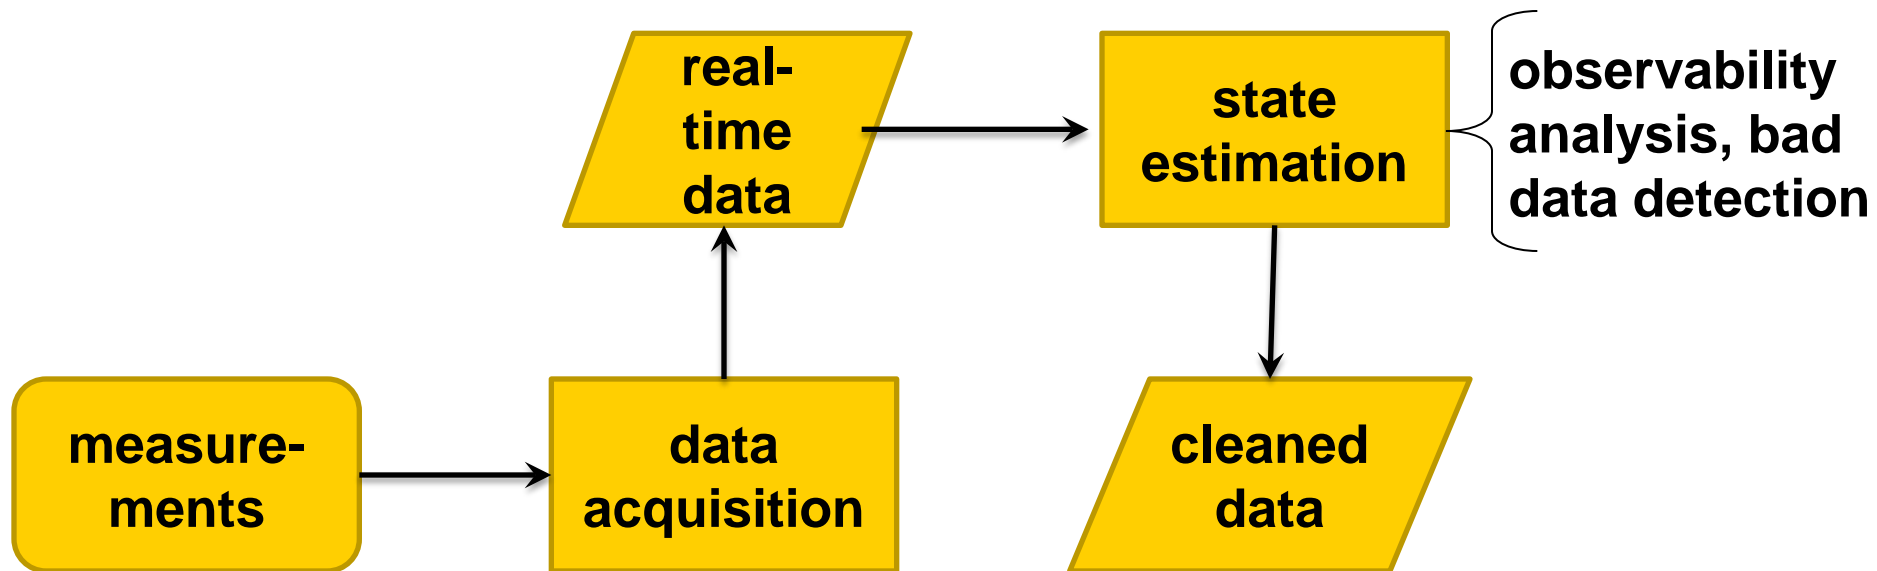 real-
time
data
state
estimation
observability
analysis, bad
data detection
measure-
ments
data
acquisition
cleaned
data